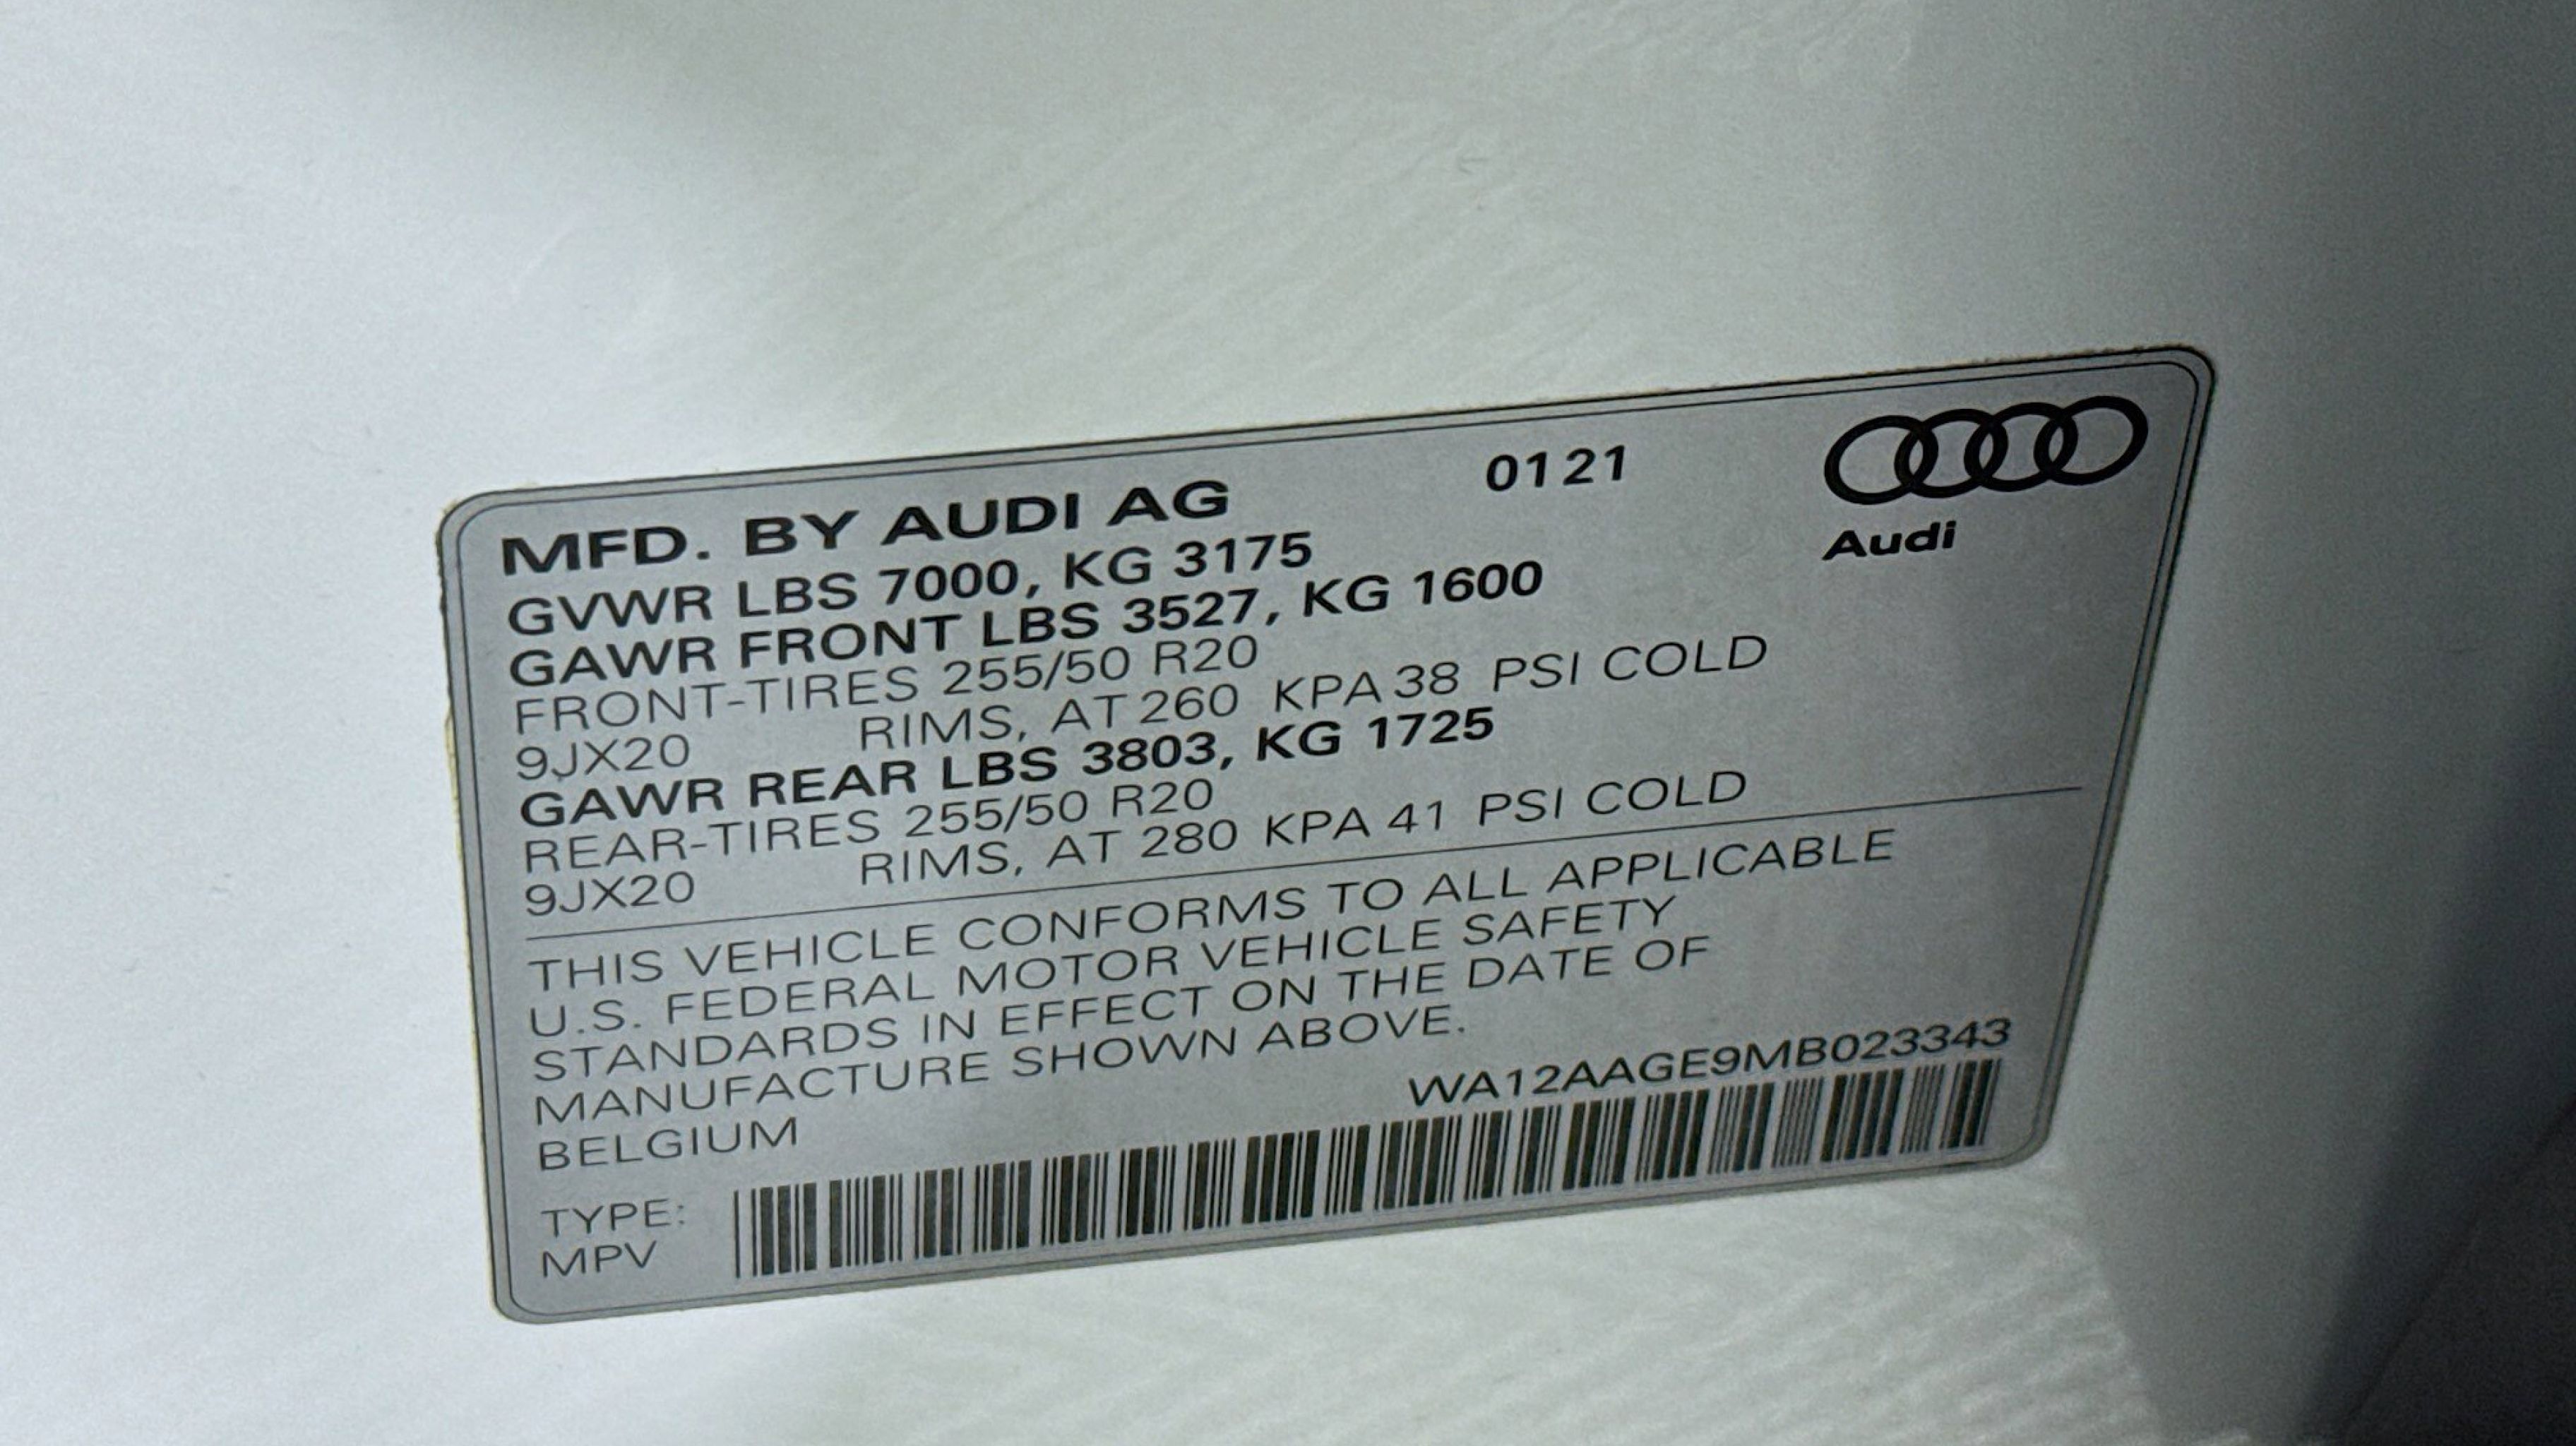 MFD. BY AUDI AG 0121
Audi
GVWR LBS 7000, KG 3175
GAWR FRONT LBS 3527, KG 1600
FRONT-TIRES 255/50 R20
9JX20 RIMS, AT 260 KPA 38 PSI COLD
GAWR REAR LBS 3803, KG 1725
REAR-TIRES 255/50 R20
9JX20 RIMS, AT 280 KPA 41 PSI COLD
THIS VEHICLE CONFORMS TO ALL APPLICABLE
U.S. FEDERAL MOTOR VEHICLE SAFETY
STANDARDS IN EFFECT ON THE DATE OF
MANUFACTURE SHOWN ABOVE.
BELGIUM WA12AAGE9MB023343
TYPE:
MPV